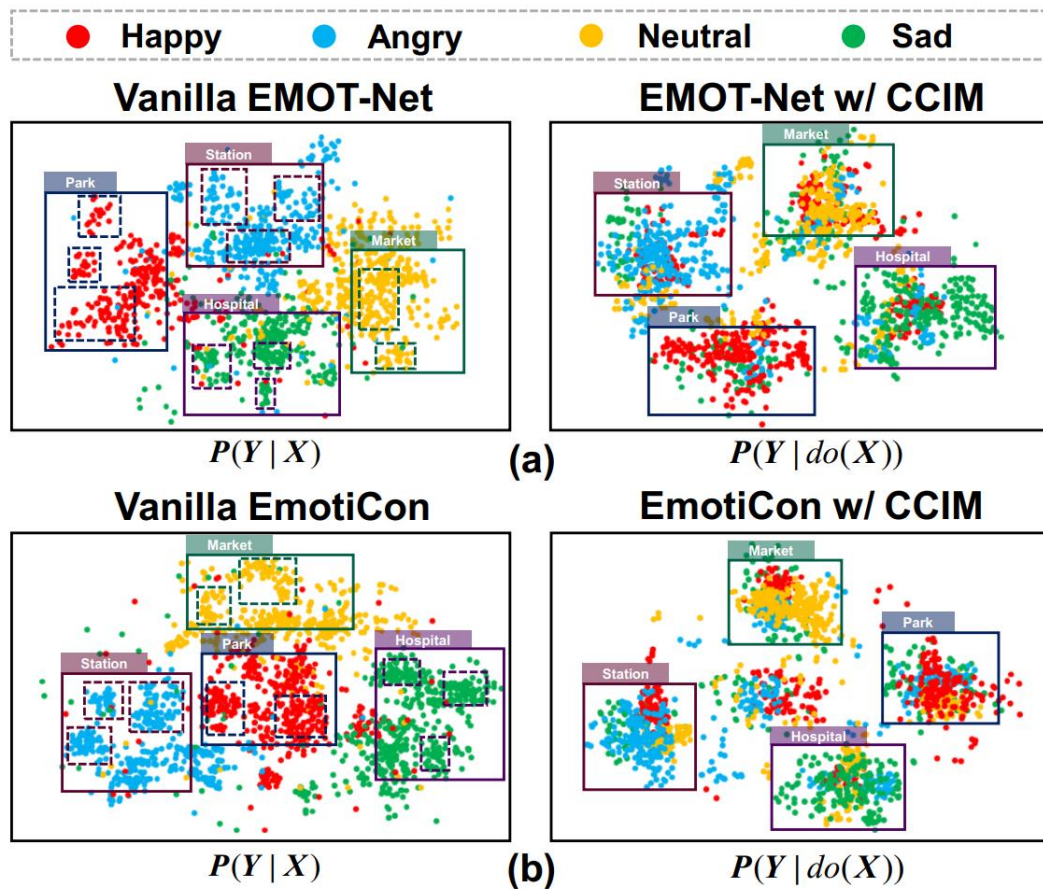 Happy Angry Neutral Sad
Vanilla EMOT-Net
EMOT-Net w/ CCIM
Station
Park
Market
Hospital
Market
Station
Hospital
Park
P(Y | X)
(a)
P(Y | do(X))
Vanilla EmotiCon
EmotiCon w/ CCIM
Market
Park
Hospital
Station
Market
Park
Station
Hospital
P(Y | X)
(b)
P(Y | do(X))